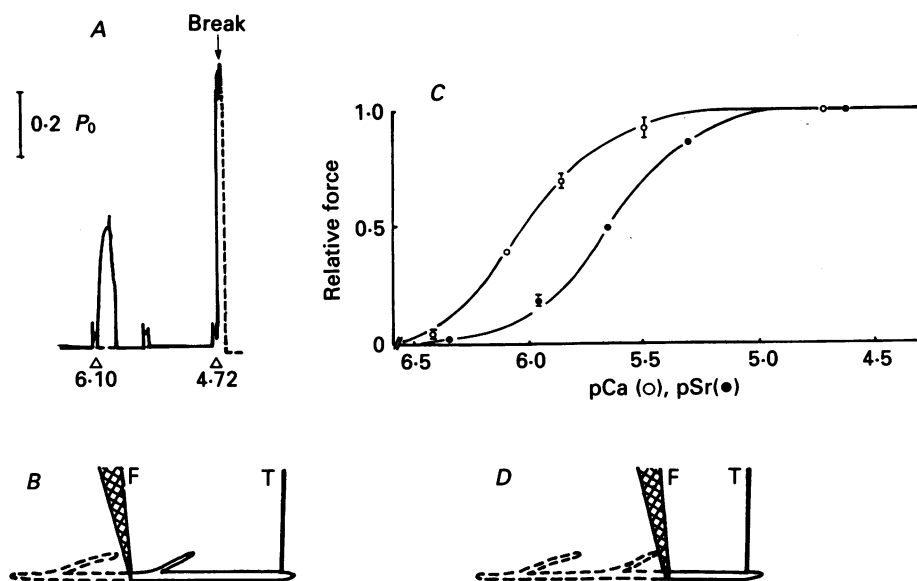 A
Break
0·2 P₀
6·10
4·72
C
Relative force
1·0
0·5
0
6·5
6·0
5·5
5·0
4·5
pCa (○), pSr(●)
B
F
T
D
F
T